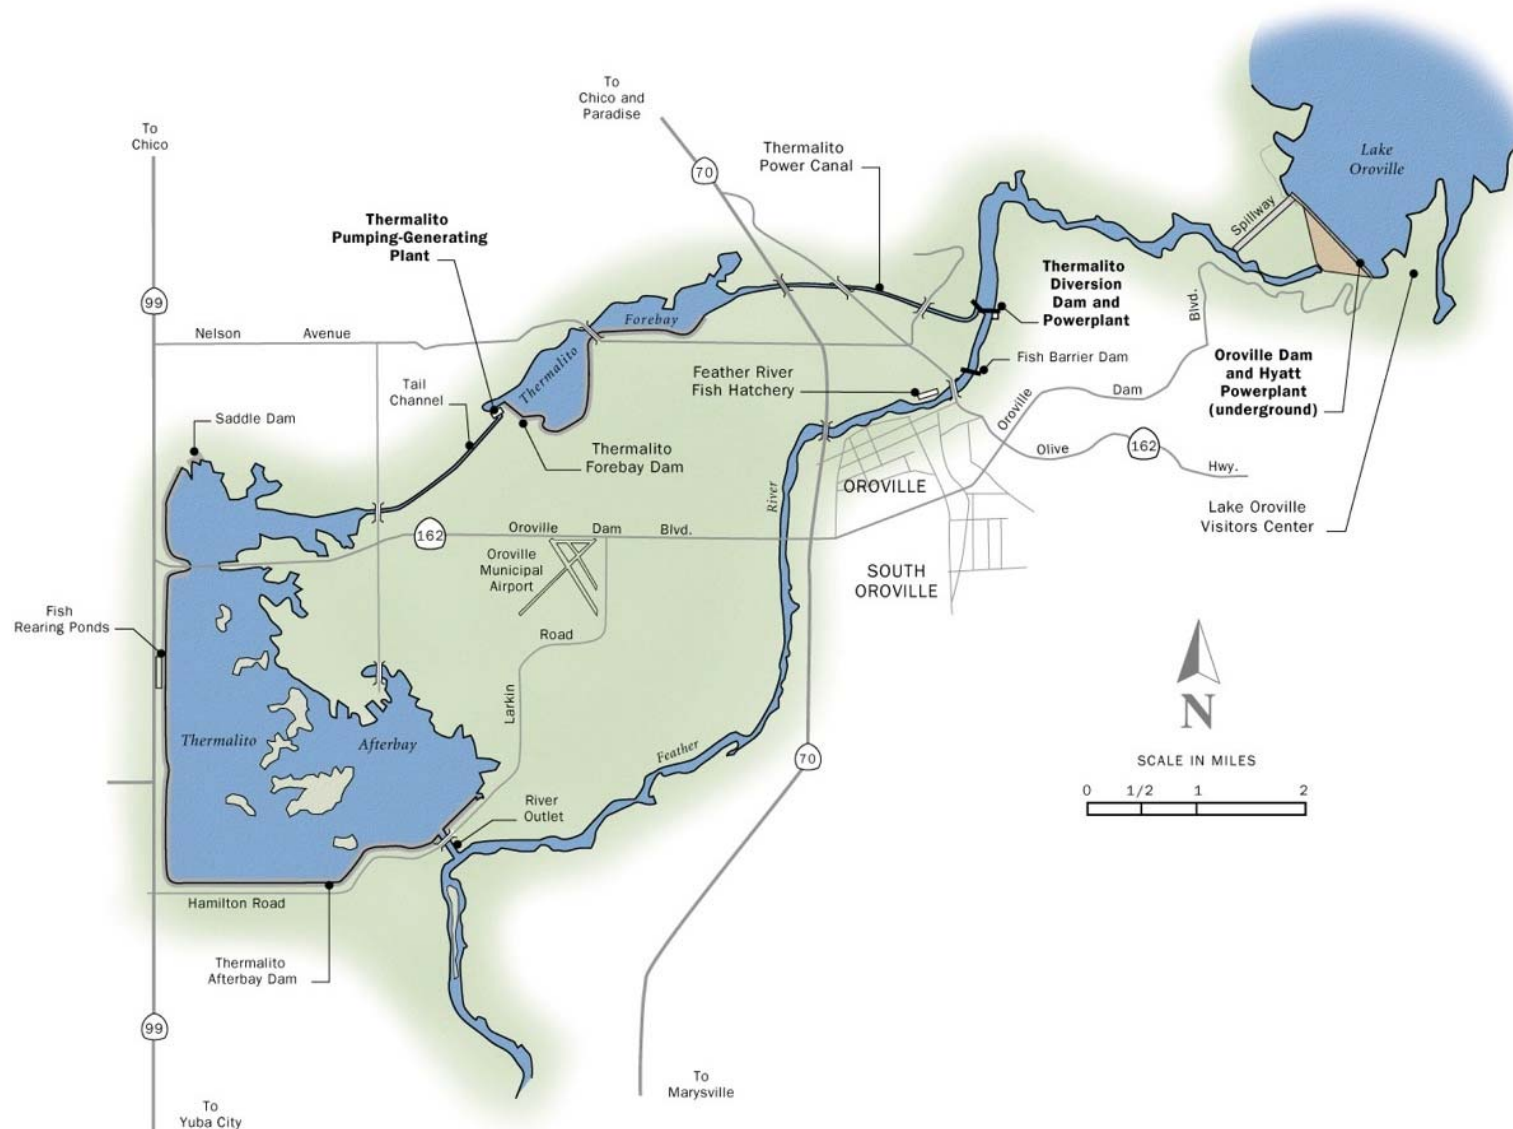 To
Chico and
Paradise
To
Chico
Thermalito
Power Canal
70
Lake
Oroville
Spillway
Thermalito
Pumping-Generating
Plant
Thermalito
Diversion
Dam and
Powerplant
99
Nelson Avenue
Forebay
Thermalito
Blvd.
Fish Barrier Dam
Oroville Dam
and Hyatt
Powerplant
(underground)
Feather River
Fish Hatchery
Tail
Channel
Saddle Dam
Oroville
Dam
Thermalito
Forebay Dam
Olive
162
Hwy.
OROVILLE
River
Lake Oroville
Visitors Center
162
Oroville Dam Blvd.
Oroville
Municipal
Airport
SOUTH
OROVILLE
Fish
Rearing Ponds
Road
Larkin
N
Thermalito
Afterbay
Feather
70
SCALE IN MILES
0 1/2 1 2
River
Outlet
Hamilton Road
Thermalito
Afterbay Dam
99
To
Marysville
To
Yuba City